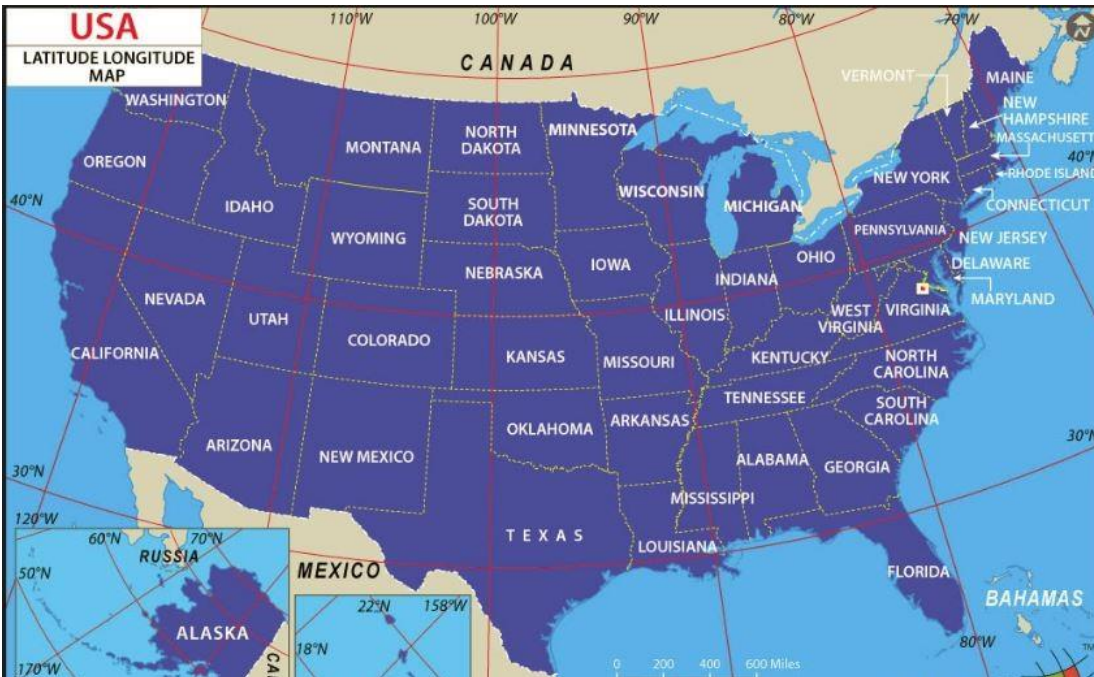 USA
LATITUDE LONGITUDE
MAP
110°W
100°W
90°W
80°W
70°W
N
CANADA
VERMONT
MAINE
WASHINGTON
NORTH
DAKOTA
MINNESOTA
NEW
HAMPSHIRE
MASSACHUSETT
MONTANA
OREGON
40°N
RHODE ISLAND
NEW YORK
WISCONSIN
MICHIGAN
CONNECTICUT
40°N
IDAHO
SOUTH
DAKOTA
WYOMING
PENNSYLVANIA
NEW JERSEY
OHIO
IOWA
DELAWARE
NEBRASKA
INDIANA
NEVADA
MARYLAND
UTAH
ILLINOIS
WEST
VIRGINIA
VIRGINIA
COLORADO
CALIFORNIA
KANSAS
MISSOURI
KENTUCKY
NORTH
CAROLINA
TENNESSEE
SOUTH
CAROLINA
ARKANSAS
OKLAHOMA
ARIZONA
NEW MEXICO
30°N
ALABAMA
GEORGIA
30°N
MISSISSIPPI
120°W
TEXAS
LOUISIANA
60°N
70°N
RUSSIA
MEXICO
50°N
FLORIDA
BAHAMAS
22°N
158°W
ALASKA
80°W
18°N
CA
170°W
0 200 400 600 Miles
TM